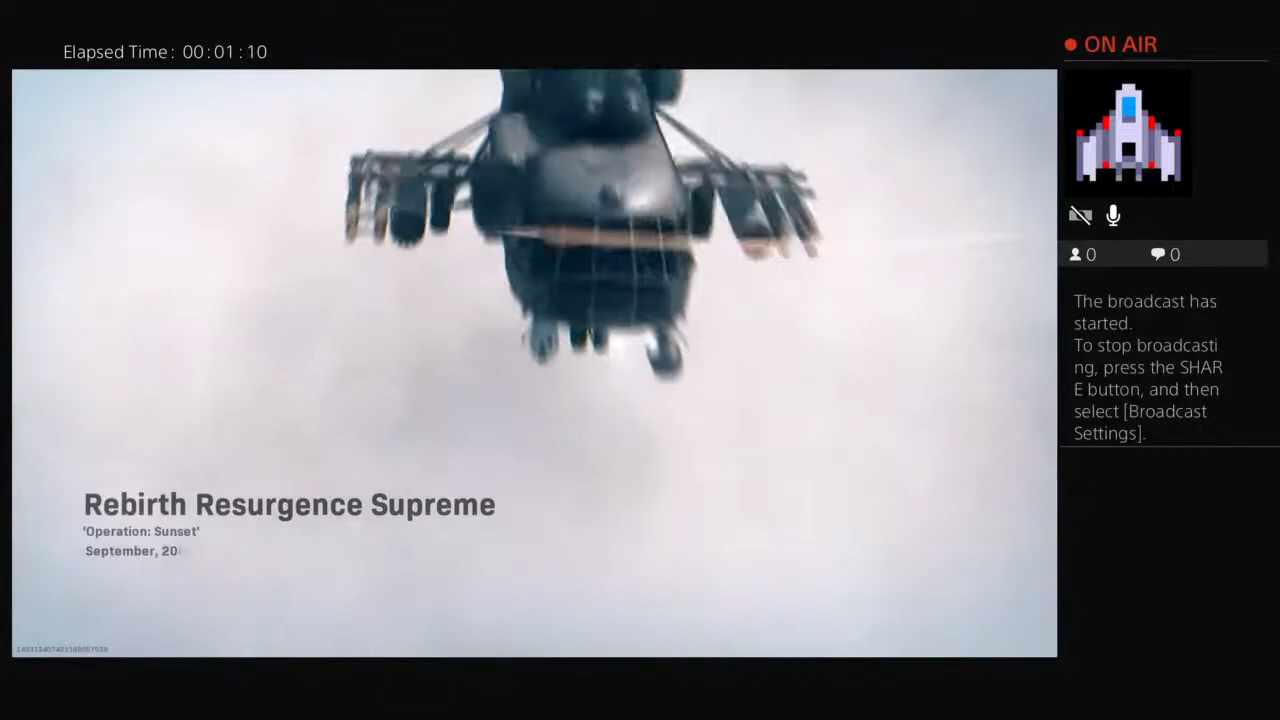 Elapsed Time: 00:01:10
ON AIR
0
0
The broadcast has
started.
To stop broadcasti
ng, press the SHAR
E button, and then
select [Broadcast
Settings].
Rebirth Resurgence Supreme
'Operation: Sunset'
September, 20